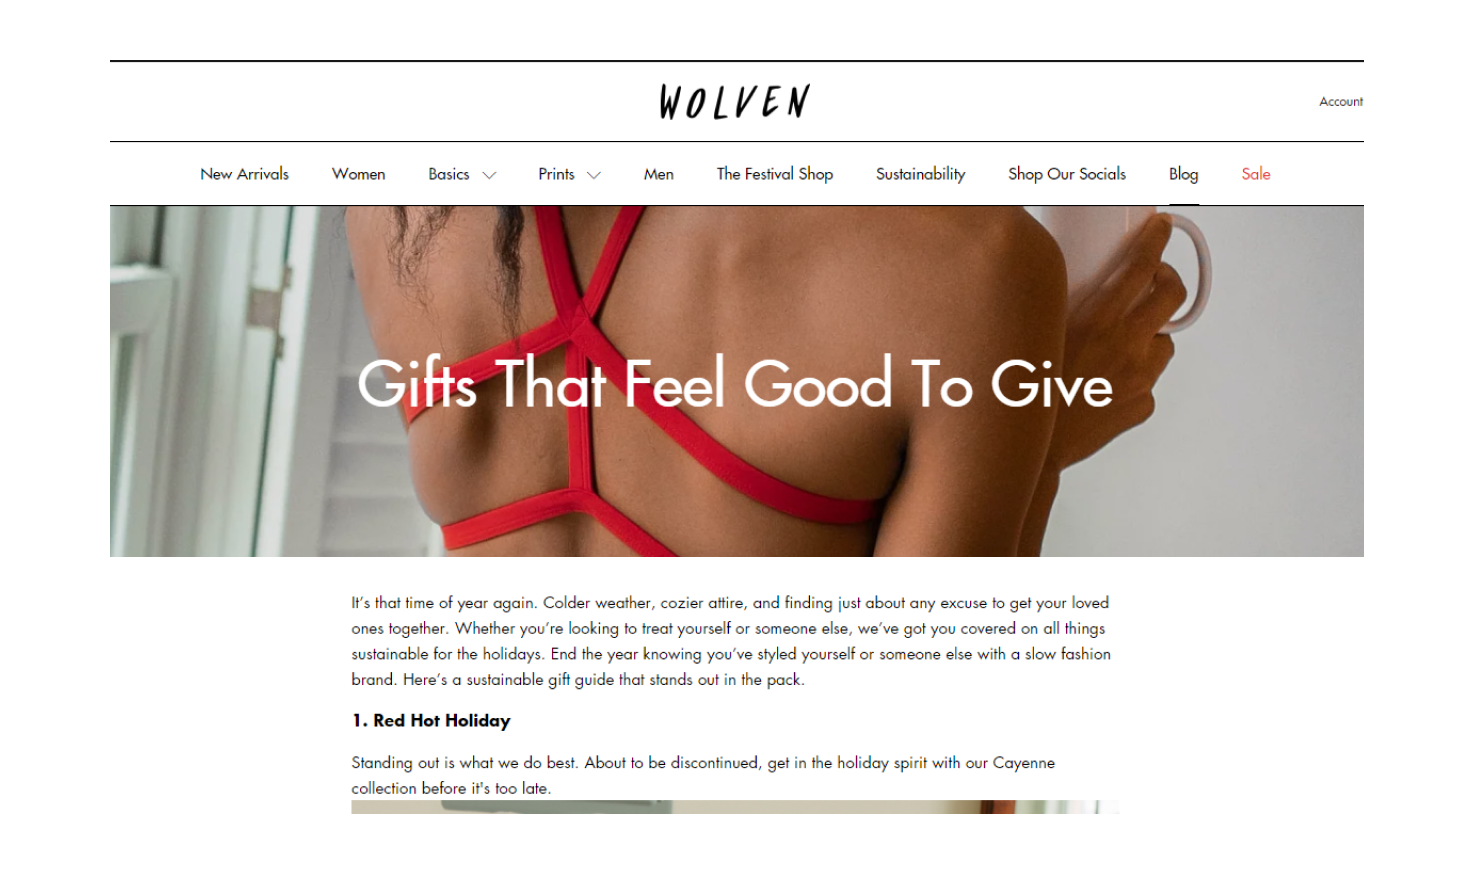 WOLVEN
Account
New Arrivals Women Basics Prints Men The Festival Shop Sustainability Shop Our Socials Blog Sale
Gifts That Feel Good To Give
It’s that time of year again. Colder weather, cozier attire, and finding just about any excuse to get your loved
ones together. Whether you’re looking to treat yourself or someone else, we’ve got you covered on all things
sustainable for the holidays. End the year knowing you’ve styled yourself or someone else with a slow fashion
brand. Here’s a sustainable gift guide that stands out in the pack.
1. Red Hot Holiday
Standing out is what we do best. About to be discontinued, get in the holiday spirit with our Cayenne
collection before it's too late.